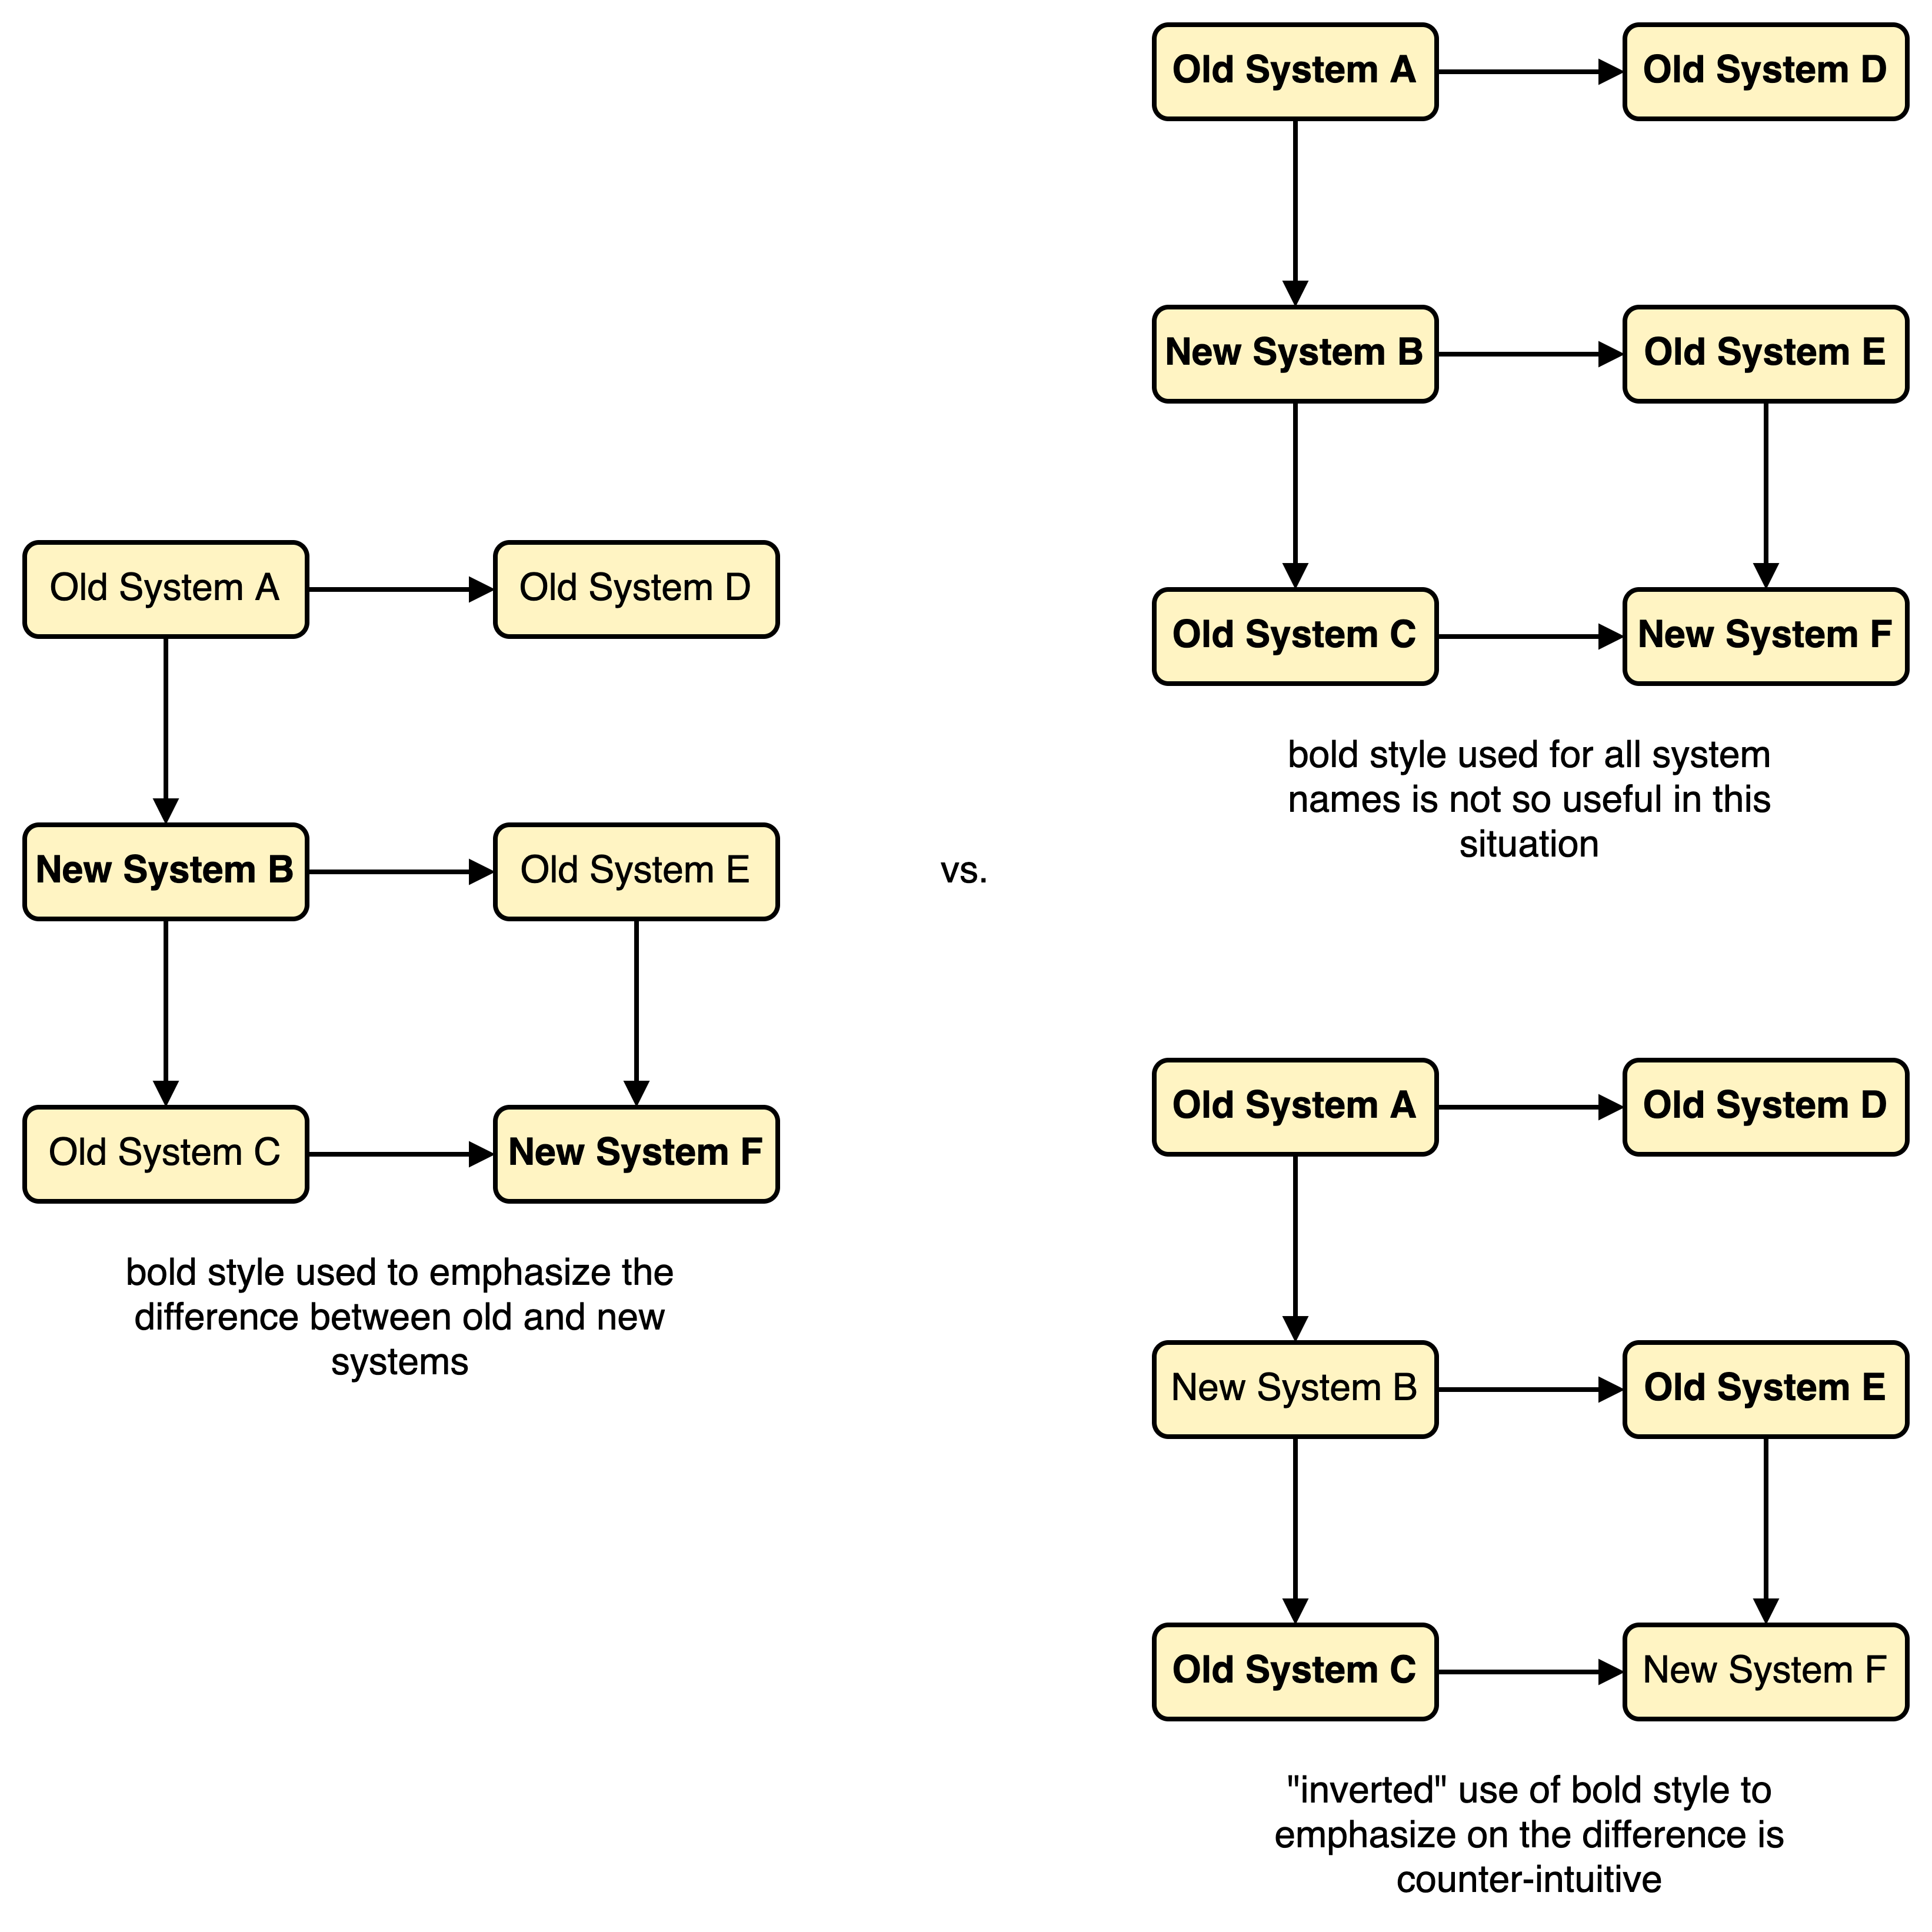 Old System A
Old System D
New System B
Old System E
Old System C
New System F
bold style used to emphasize the
difference between old and new
systems
vs.
Old System A
Old System D
New System B
Old System E
Old System C
New System F
bold style used for all system
names is not so useful in this
situation
Old System A
Old System D
New System B
Old System E
Old System C
New System F
"inverted" use of bold style to
emphasize on the difference is
counter-intuitive